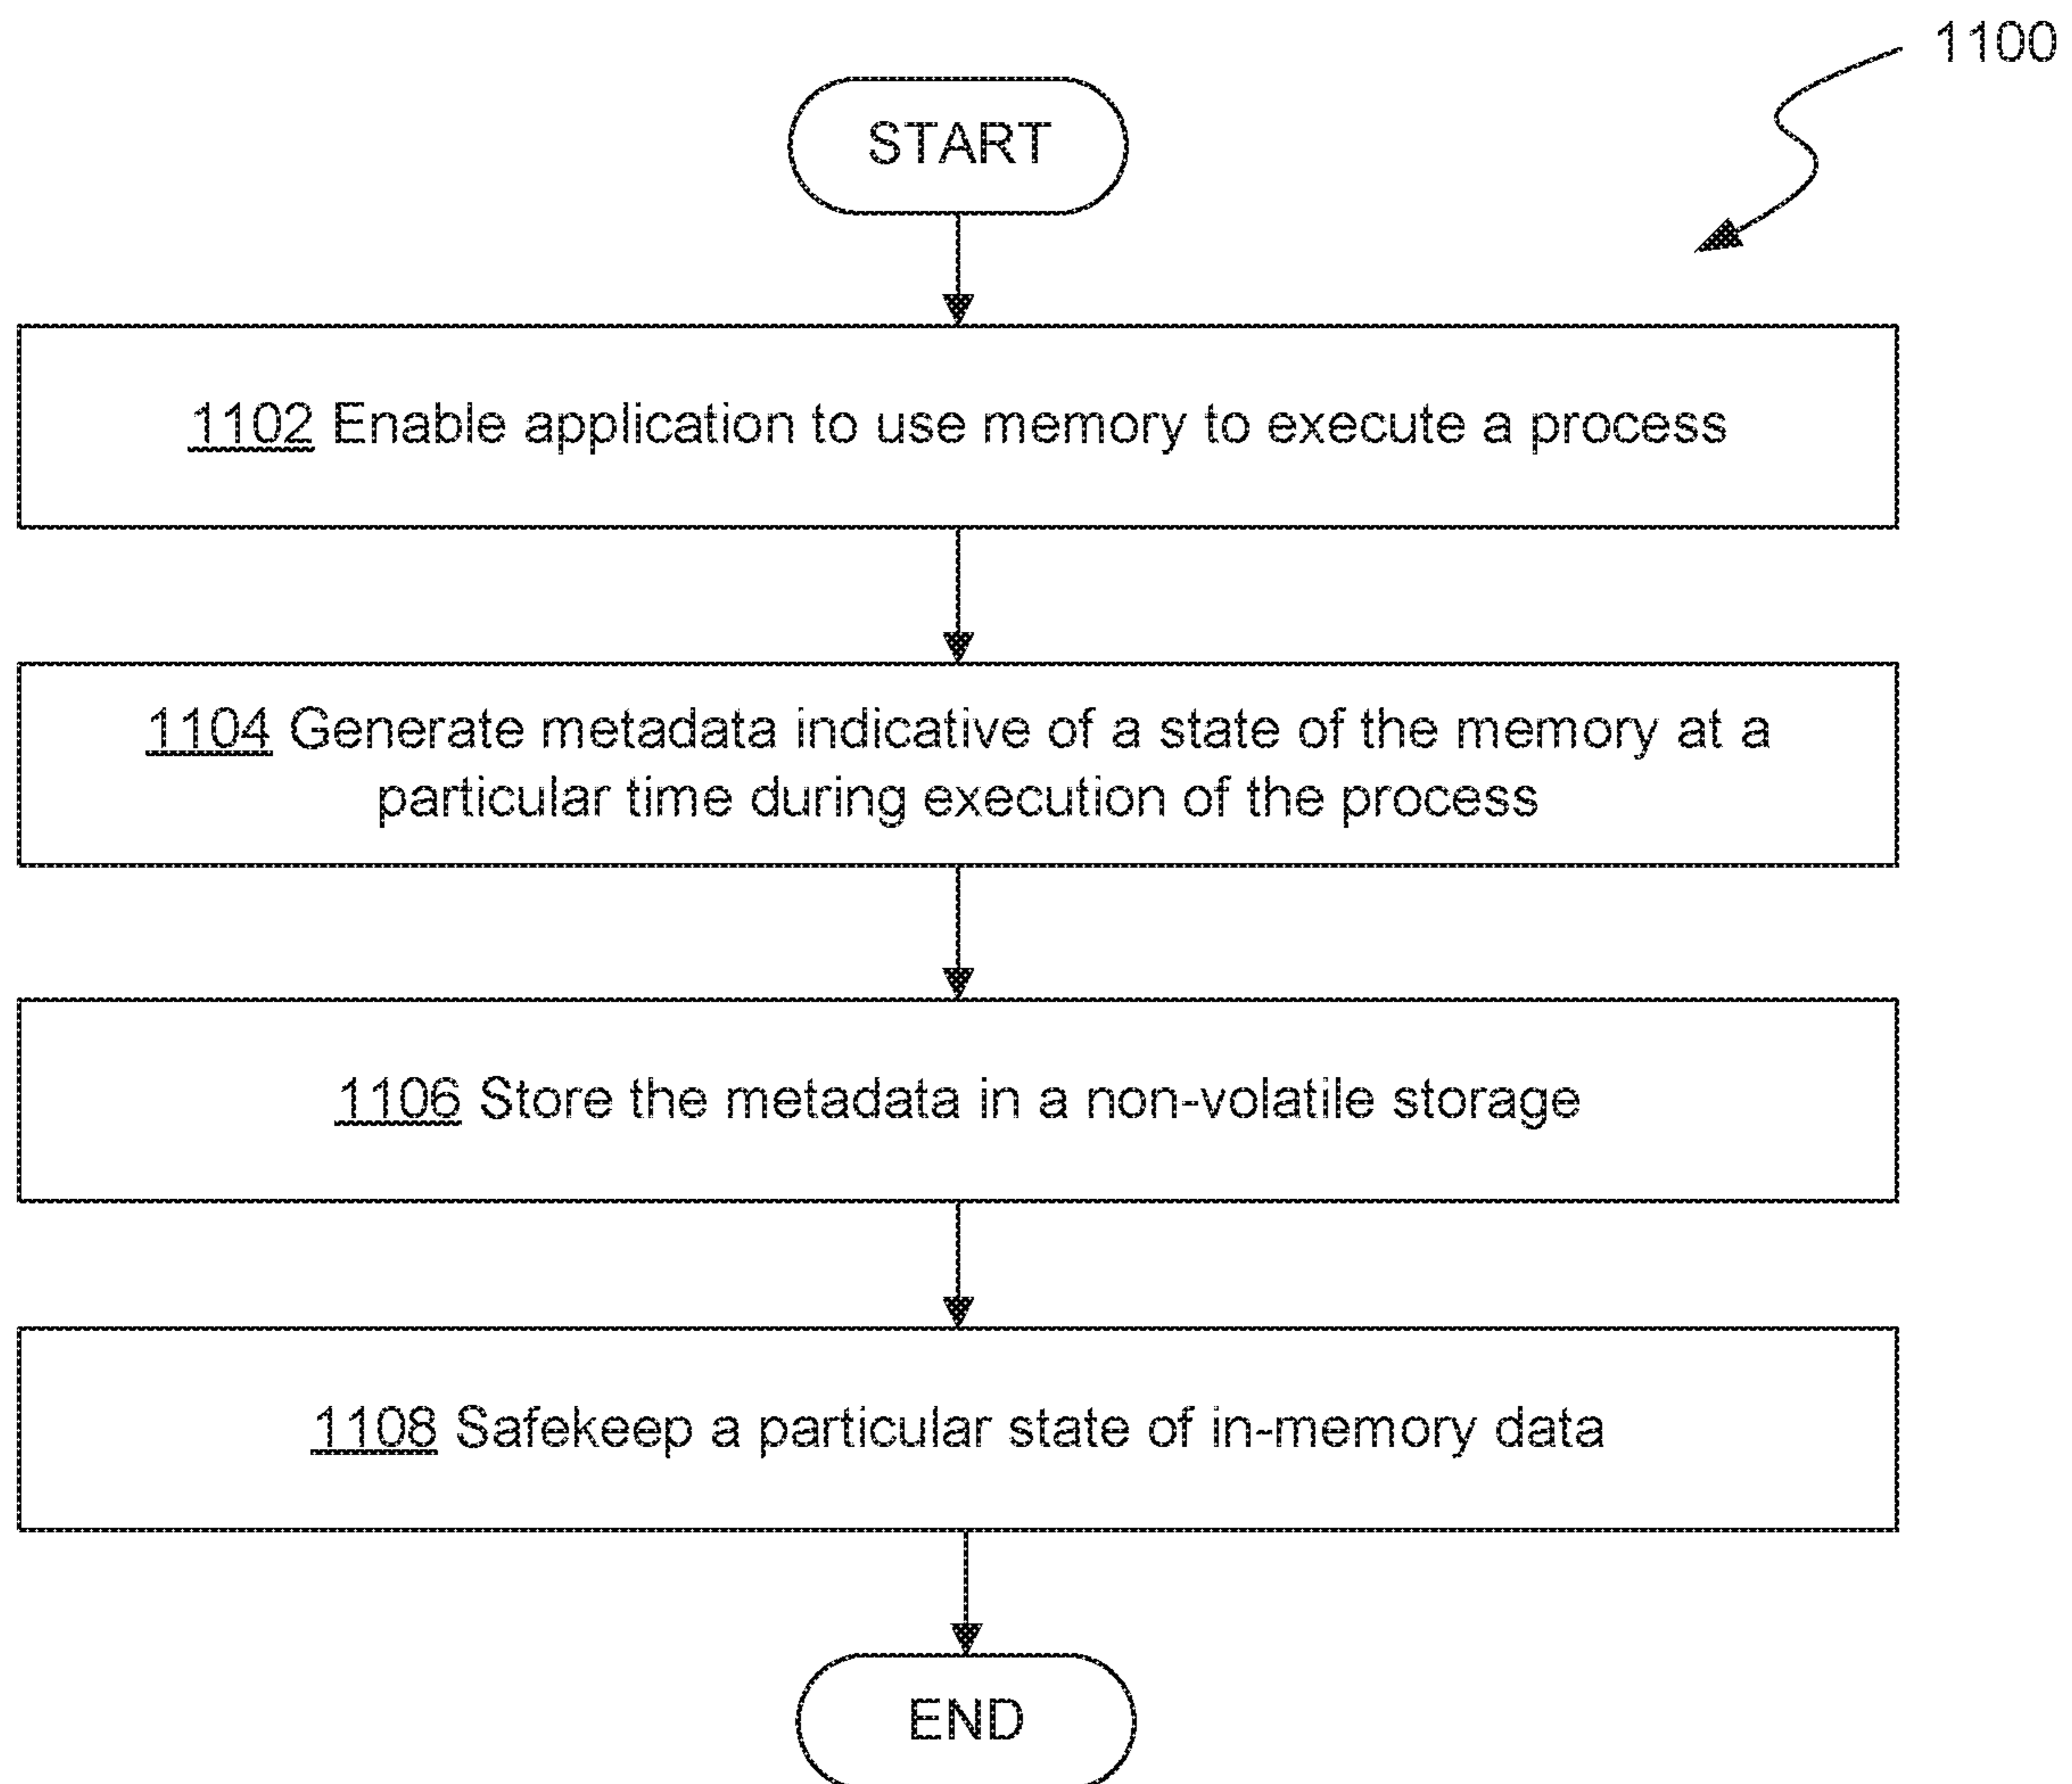 1100
START
1102 Enable application to use memory to execute a process
1104 Generate metadata indicative of a state of the memory at a
particular time during execution of the process
1106 Store the metadata in a non-volatile storage
1108 Safekeep a particular state of in-memory data
END